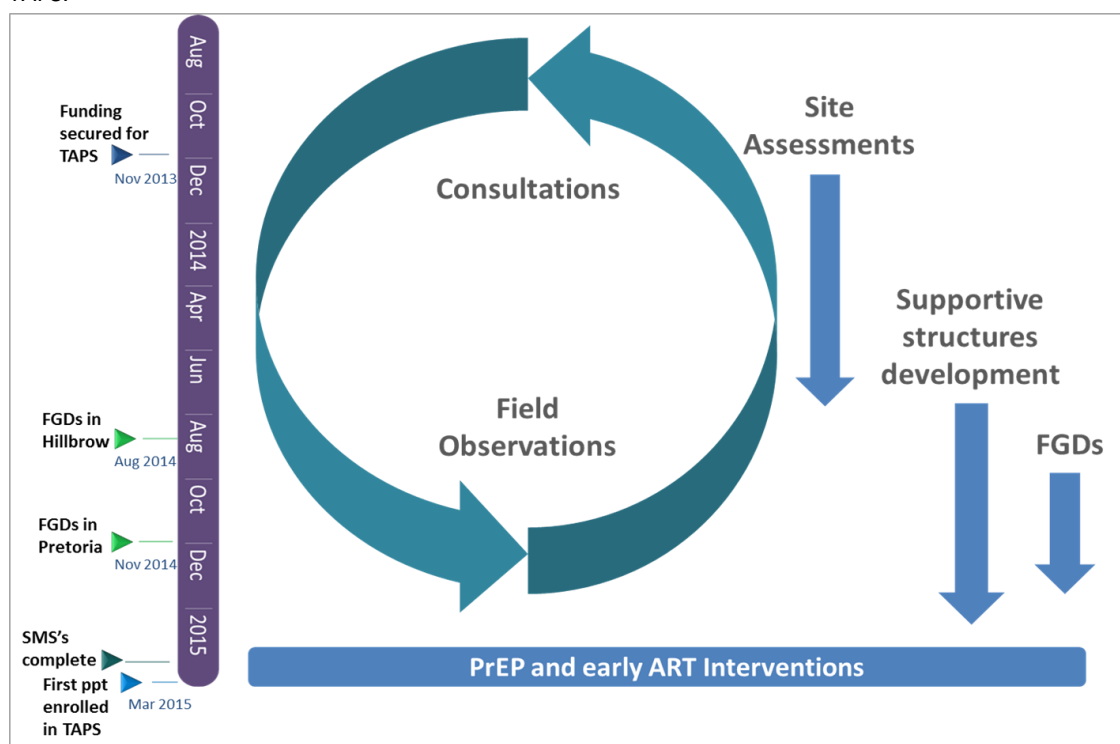 TAPS.
Aug
Oct
Dec
2014
Apr
Jun
Aug
Oct
Dec
2015
Funding
secured for
TAPS
Nov 2013
FGDs in
Hillbrow
Aug 2014
FGDs in
Pretoria
Nov 2014
SMS's
complete
First ppt
enrolled
in TAPS
Mar 2015
Consultations
Field
Observations
Site
Assessments
Supportive
structures
development
FGDs
PrEP and early ART Interventions